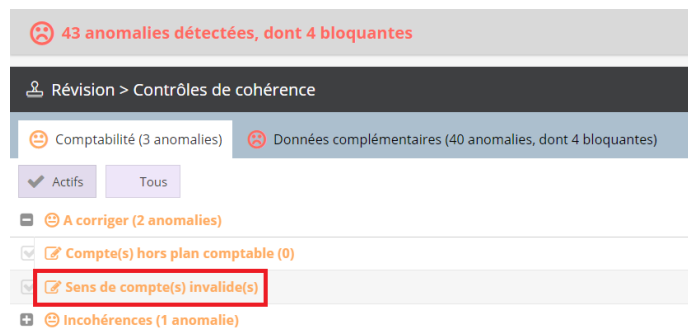 43 anomalies détectées, dont 4 bloquantes
Révision > Contrôles de cohérence
Comptabilité (3 anomalies) Données complémentaires (40 anomalies, dont 4 bloquantes)
Actifs Tous
A corriger (2 anomalies)
Compte(s) hors plan comptable (0)
Sens de compte(s) invalide(s)
Incohérences (1 anomalie)